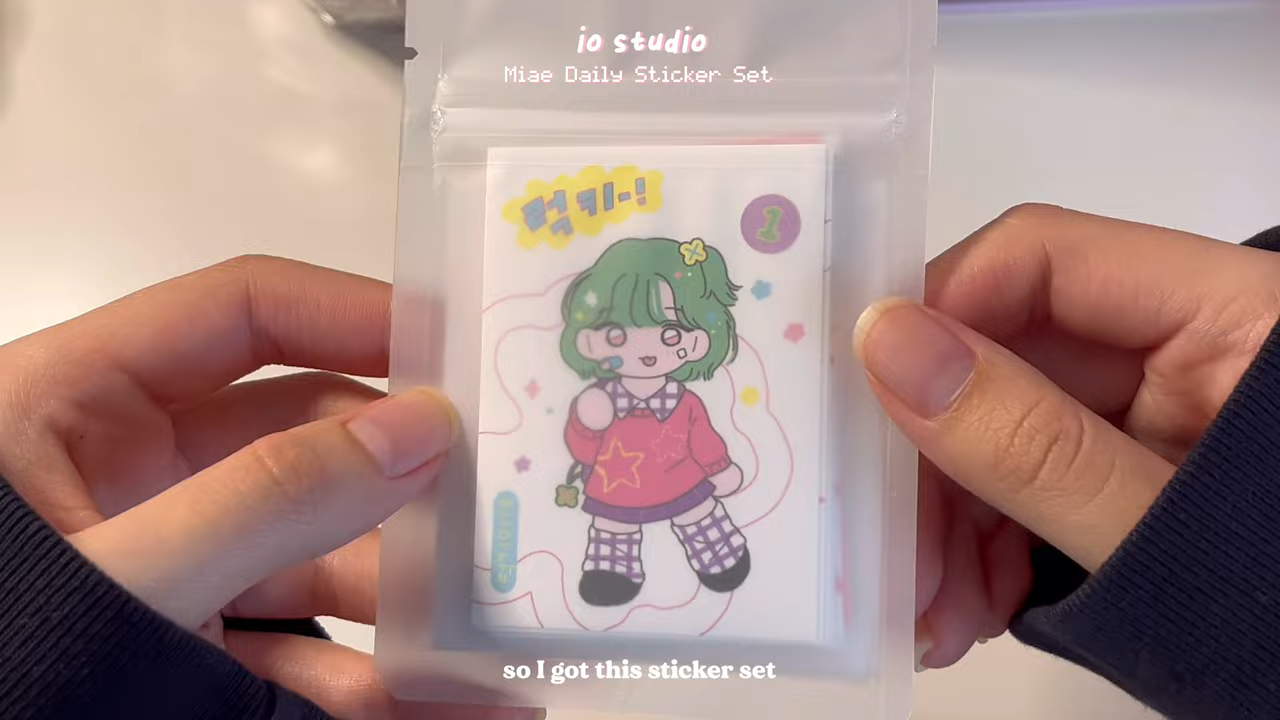 io studio
Miae Daily Sticker Set
럭키-!
1
so I got this sticker set